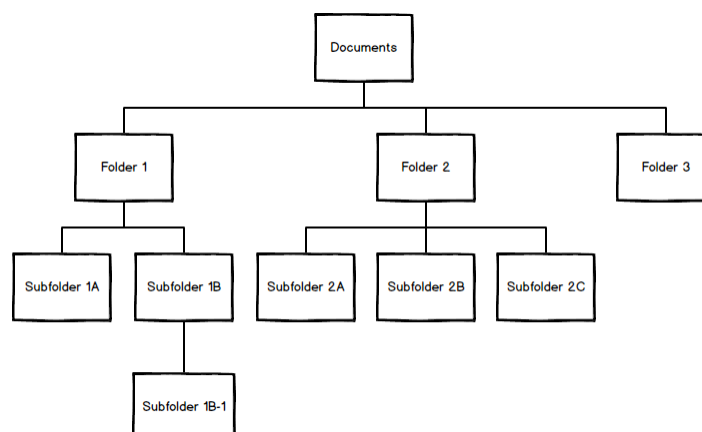 Documents
Folder 1
Folder 2
Folder 3
Subfolder 1A
Subfolder 1B
Subfolder 2A
Subfolder 2B
Subfolder 2C
Subfolder 1B-1